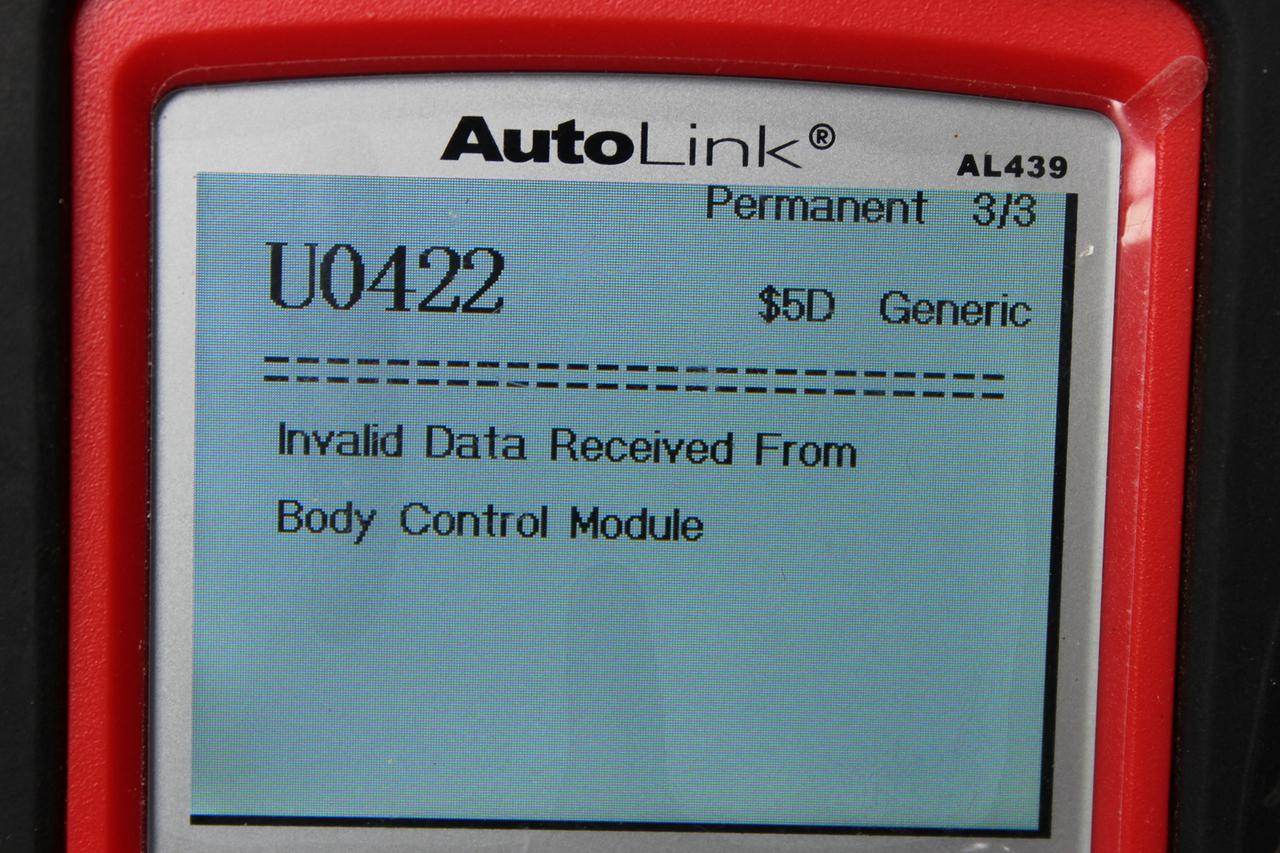 AutoLink®
AL439
Permanent 3/3
U0422 $5D Generic
==========================
Invalid Data Received From
Body Control Module